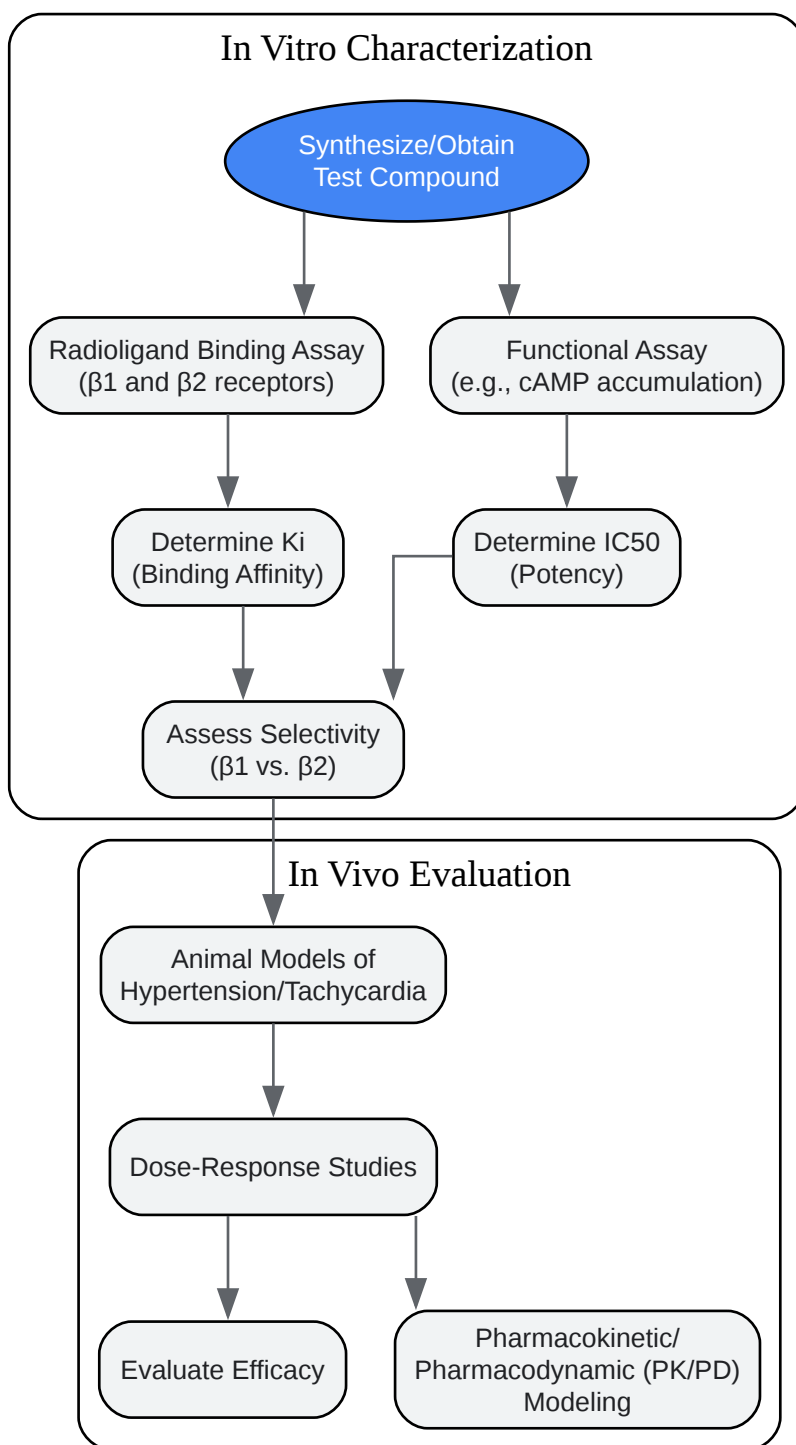 In Vitro Characterization
Synthesize/Obtain
Test Compound
Radioligand Binding Assay
(β1 and β2 receptors)
Functional Assay
(e.g., cAMP accumulation)
Determine Ki
(Binding Affinity)
Determine IC50
(Potency)
Assess Selectivity
(β1 vs. β2)
In Vivo Evaluation
Animal Models of
Hypertension/Tachycardia
Dose-Response Studies
Evaluate Efficacy
Pharmacokinetic/
Pharmacodynamic (PK/PD)
Modeling